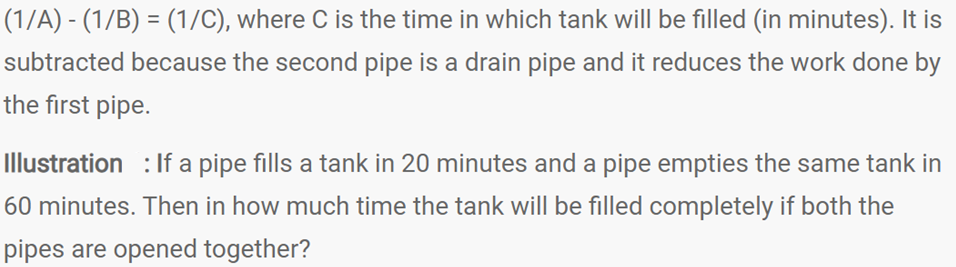 (1/A) - (1/B) = (1/C), where C is the time in which tank will be filled (in minutes). It is
subtracted because the second pipe is a drain pipe and it reduces the work done by
the first pipe.
Illustration : If a pipe fills a tank in 20 minutes and a pipe empties the same tank in
60 minutes. Then in how much time the tank will be filled completely if both the
pipes are opened together?